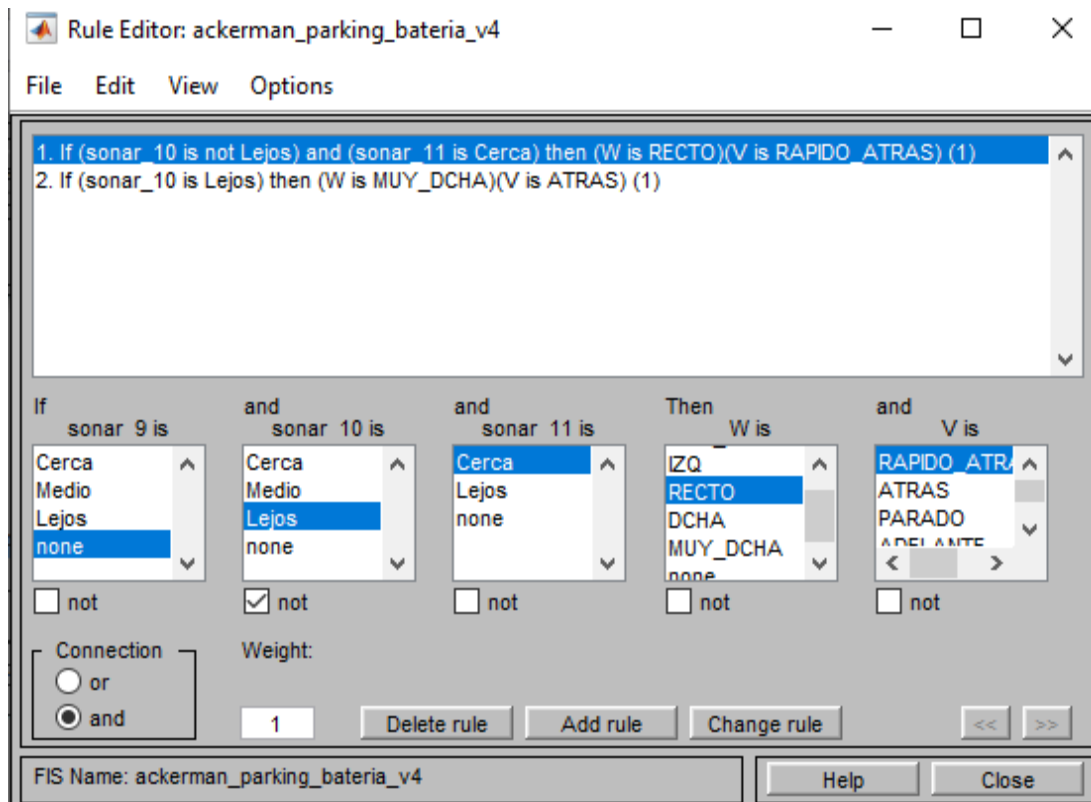 Rule Editor: ackerman_parking_bateria_v4
File Edit View Options
1. If (sonar_10 is not Lejos) and (sonar_11 is Cerca) then (W is RECTO)(V is RAPIDO_ATRAS) (1)
2. If (sonar_10 is Lejos) then (W is MUY_DCHA)(V is ATRAS) (1)
If and and Then and
sonar_9 is sonar_10 is sonar_11 is W is V is
Cerca Cerca Cerca IZQ RAPIDO_ATRA
Medio Medio Lejos RECTO ATRAS
Lejos Lejos none DCHA PARADO
none none MUY_DCHA ADELANTE
none
not not not not not
Connection Weight:
or
and 1 Delete rule Add rule Change rule << >>
FIS Name: ackerman_parking_bateria_v4 Help Close